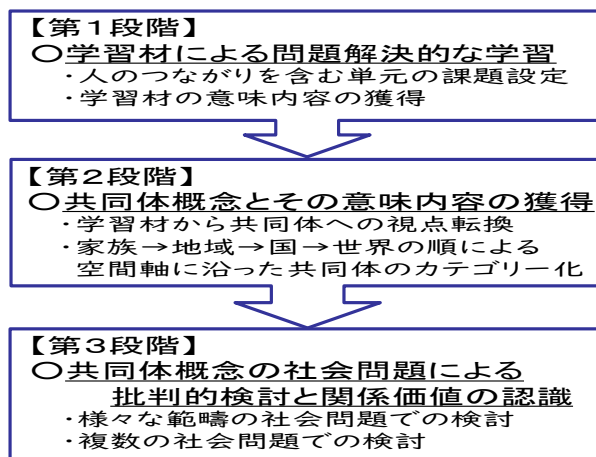 【第1段階】
○学習材による問題解決的な学習
・人のつながりを含む単元の課題設定
・学習材の意味内容の獲得
【第2段階】
○共同体概念とその意味内容の獲得
・学習材から共同体への視点転換
・家族→地域→国→世界の順による
空間軸に沿った共同体のカテゴリー化
【第3段階】
○共同体概念の社会問題による
批判的検討と関係価値の認識
・様々な範疇の社会問題での検討
・複数の社会問題での検討